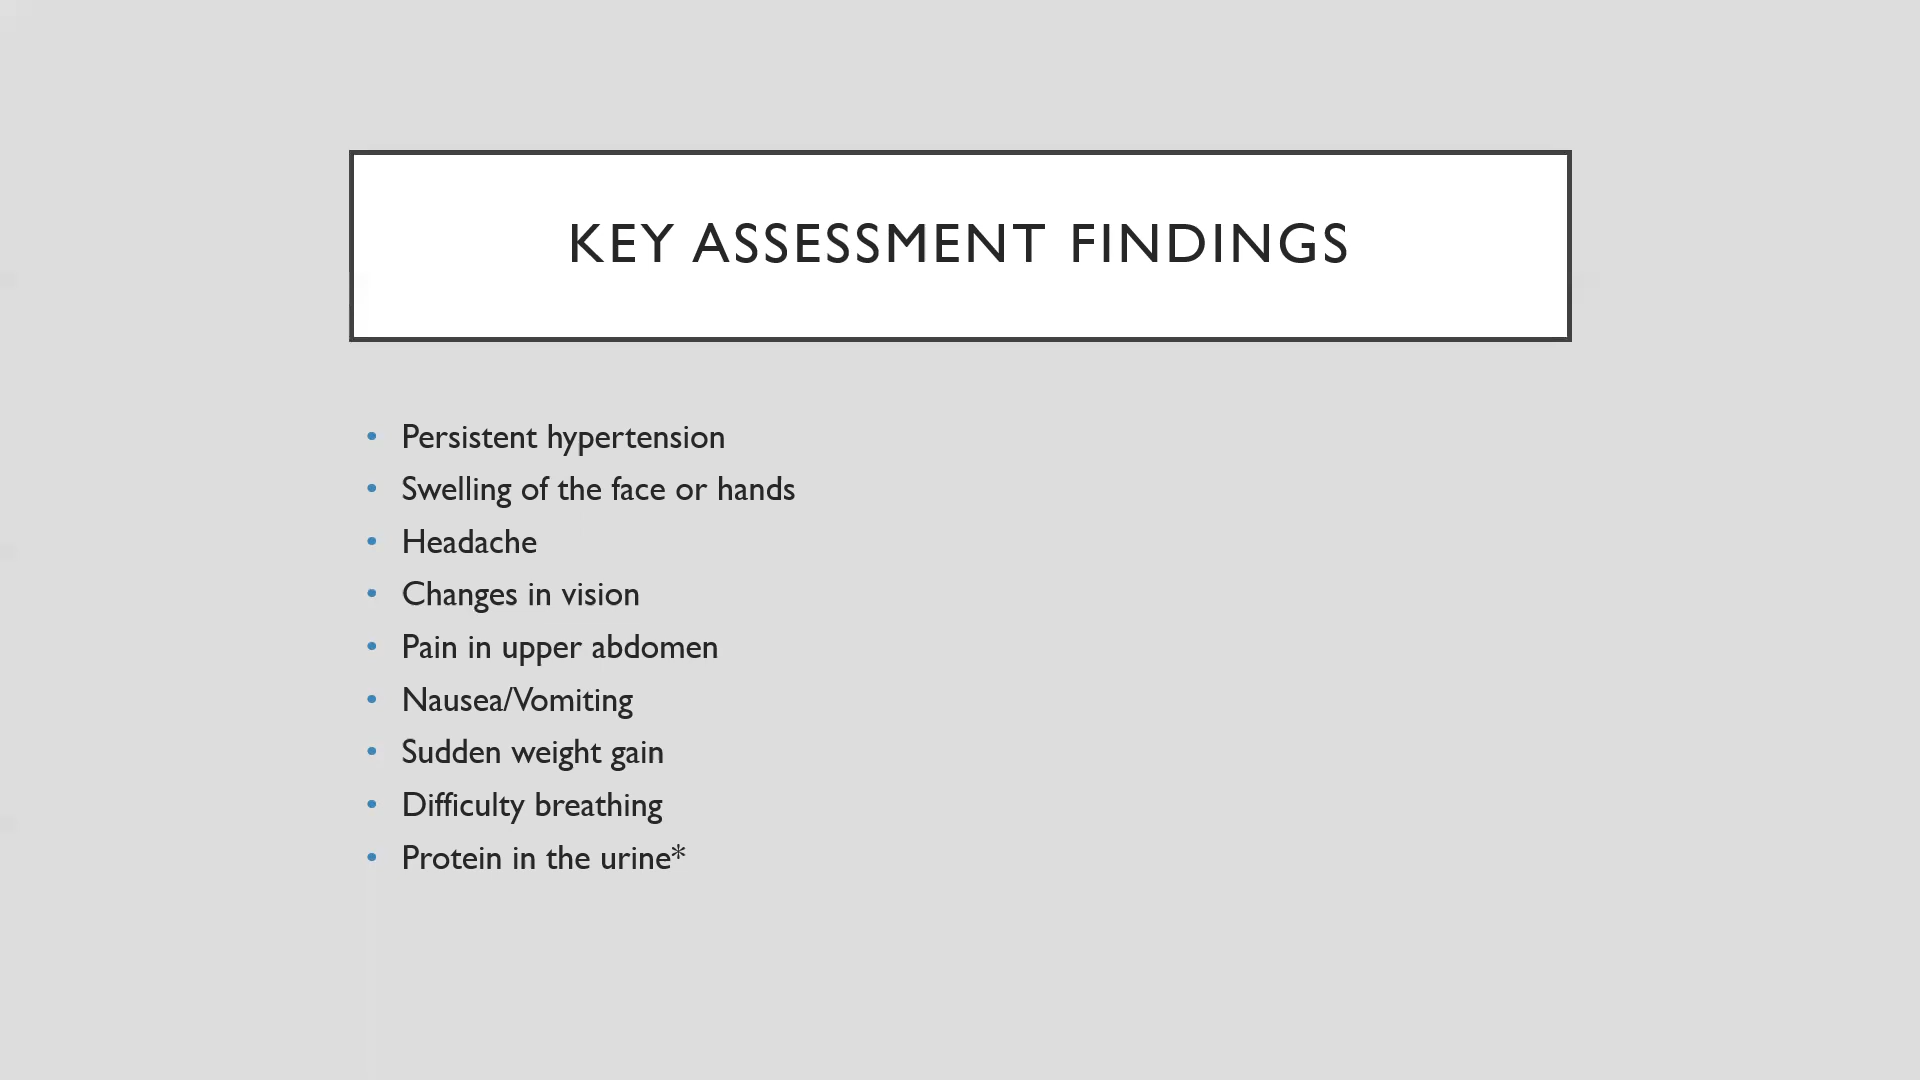 KEY ASSESSMENT FINDINGS
• Persistent hypertension
• Swelling of the face or hands
• Headache
• Changes in vision
• Pain in upper abdomen
• Nausea/Vomiting
• Sudden weight gain
• Difficulty breathing
• Protein in the urine*